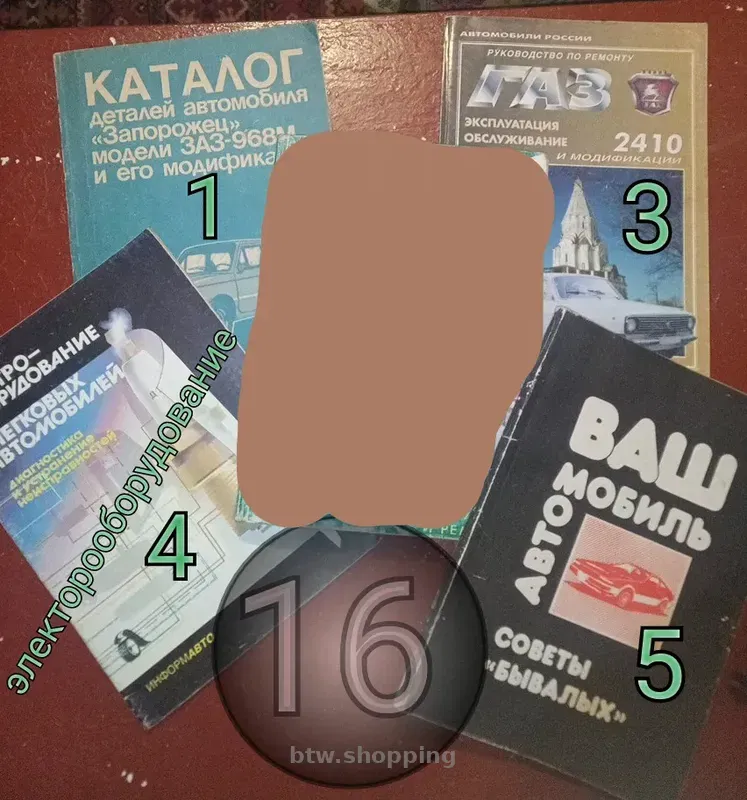 КАТАЛОГ
деталей автомобиля
«Запорожец»
модели ЗАЗ-968М
и его модифика
1
АВТОМОБИЛИ РОССИИ
РУКОВОДСТВО ПО РЕМОНТУ
ГАЗ
ЭКСПЛУАТАЦИЯ
ОБСЛУЖИВАНИЕ
2410
И МОДИФИКАЦИИ
3
ТРО-
РУДОВАНИЕ
ЛЕГКОВЫХ
АВТОМОБИЛЕЙ
ДИАГНОСТИКА
И УСТРАНЕНИЕ
НЕИСПРАВНОСТЕЙ
ИНФОРМАВТО
4
электорооборудование
ВАШ
АВТО
МОБИЛЬ
СОВЕТЫ
«БЫВАЛЫХ»
5
16
btw.shopping